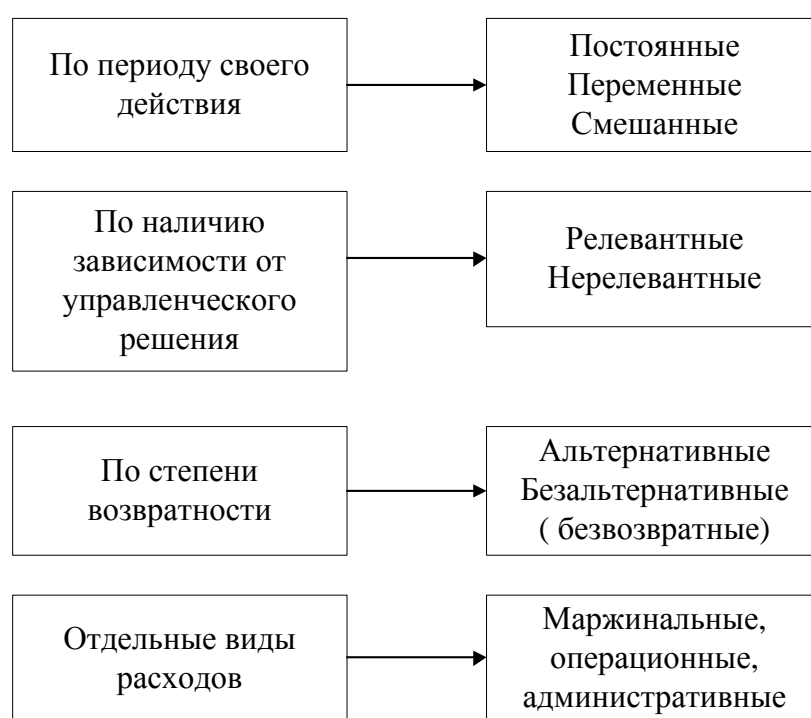 По периоду своего
действия
Постоянные
Переменные
Смешанные
По наличию
зависимости от
управленческого
решения
Релевантные
Нерелевантные
По степени
возвратности
Альтернативные
Безальтернативные
( безвозвратные)
Отдельные виды
расходов
Маржинальные,
операционные,
административные